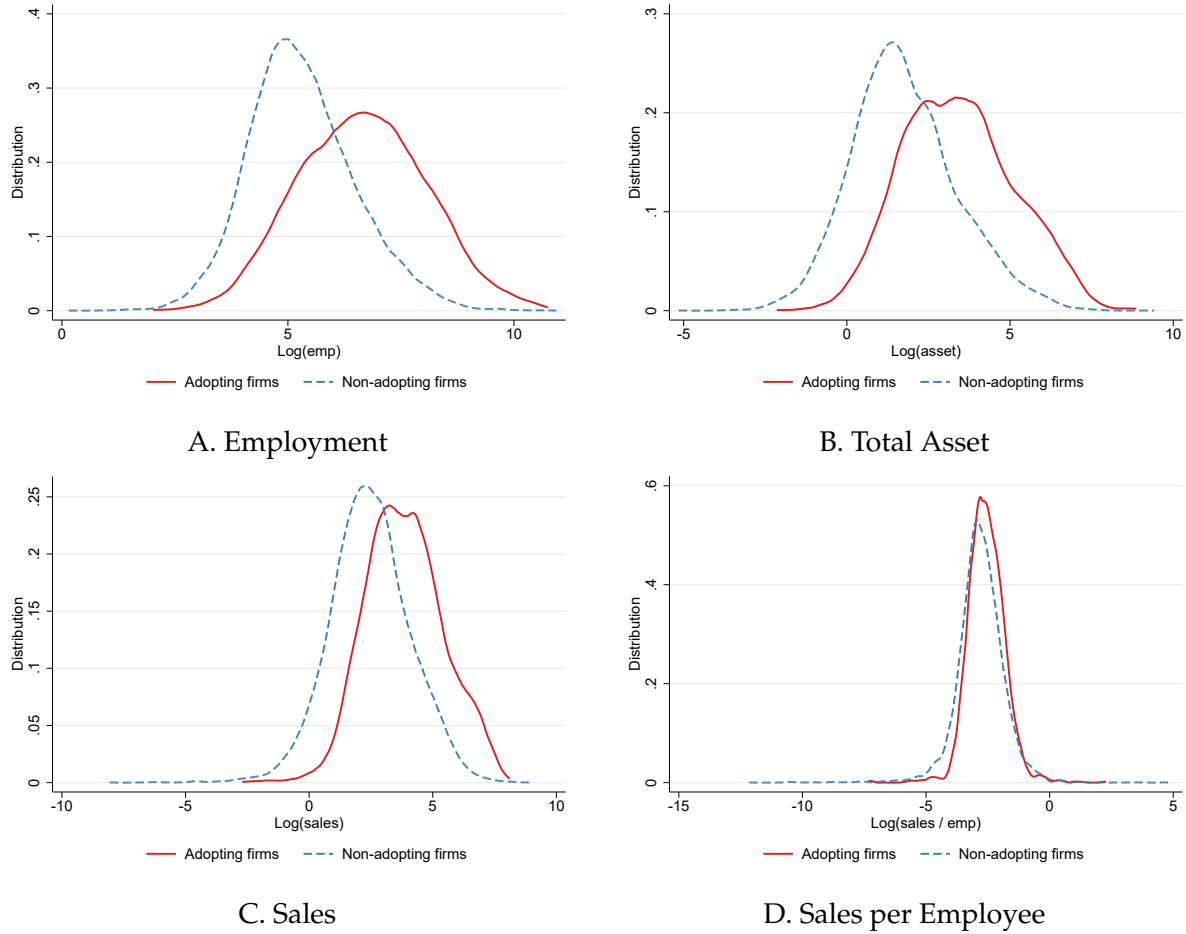 .4
.3
.2
.1
0
Distribution
0 5 10
Log(emp)
Adopting firms Non-adopting firms
A. Employment
.3
.2
.1
0
Distribution
-5 0 5 10
Log(asset)
Adopting firms Non-adopting firms
B. Total Asset
.25
.2
.15
.1
.05
0
Distribution
-10 -5 0 5 10
Log(sales)
Adopting firms Non-adopting firms
C. Sales
.6
.4
.2
0
Distribution
-15 -10 -5 0 5
Log(sales / emp)
Adopting firms Non-adopting firms
D. Sales per Employee